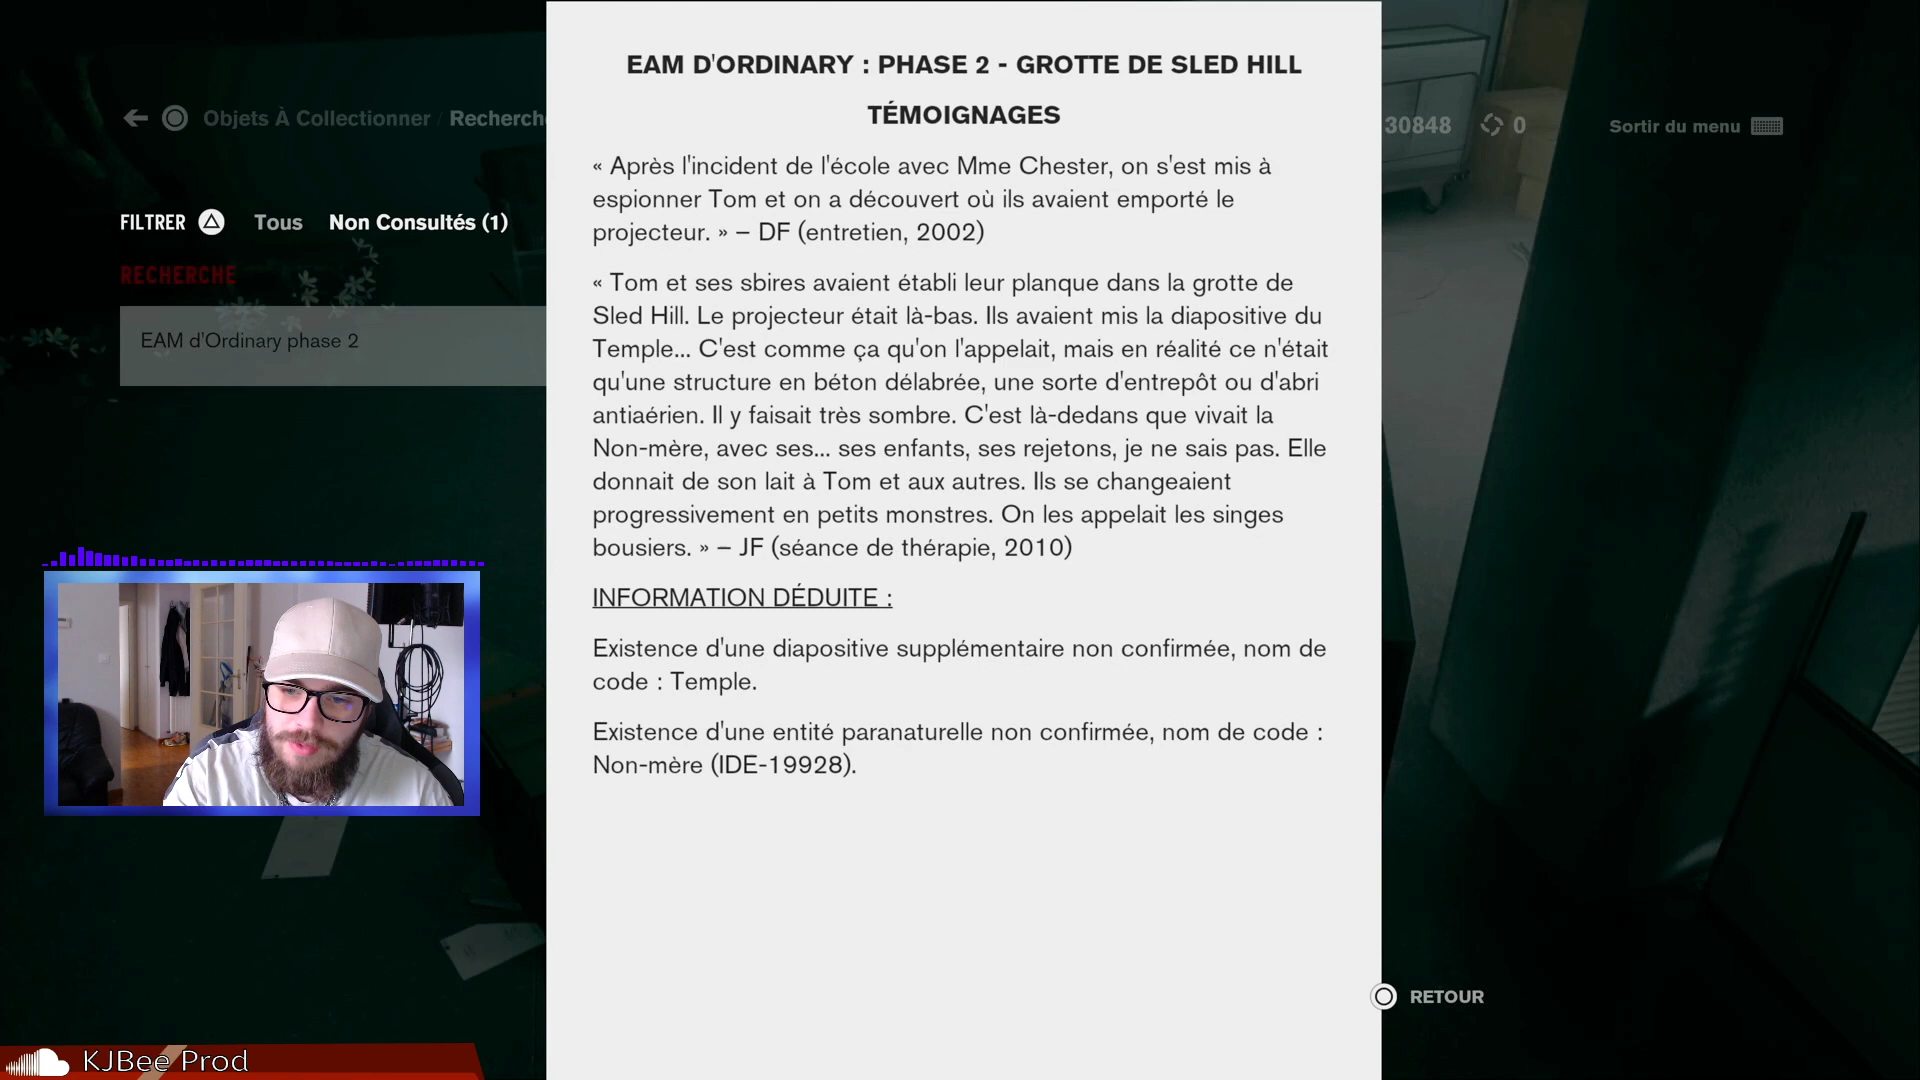 EAM D'ORDINARY : PHASE 2 - GROTTE DE SLED HILL
TÉMOIGNAGES
Objets À Collectionner / Recherche
30848
0
Sortir du menu
« Après l'incident de l'école avec Mme Chester, on s'est mis à
espionner Tom et on a découvert où ils avaient emporté le
projecteur. » – DF (entretien, 2002)
FILTRER
Tous
Non Consultés (1)
RECHERCHE
EAM d'Ordinary phase 2
« Tom et ses sbires avaient établi leur planque dans la grotte de
Sled Hill. Le projecteur était là-bas. Ils avaient mis la diapositive du
Temple... C'est comme ça qu'on l'appelait, mais en réalité ce n'était
qu'une structure en béton délabrée, une sorte d'entrepôt ou d'abri
antiaérien. Il y faisait très sombre. C'est là-dedans que vivait la
Non-mère, avec ses... ses enfants, ses rejetons, je ne sais pas. Elle
donnait de son lait à Tom et aux autres. Ils se changeaient
progressivement en petits monstres. On les appelait les singes
bousiers. » – JF (séance de thérapie, 2010)
INFORMATION DÉDUITE :
Existence d'une diapositive supplémentaire non confirmée, nom de
code : Temple.
Existence d'une entité paranaturelle non confirmée, nom de code :
Non-mère (IDE-19928).
RETOUR
KJBee Prod